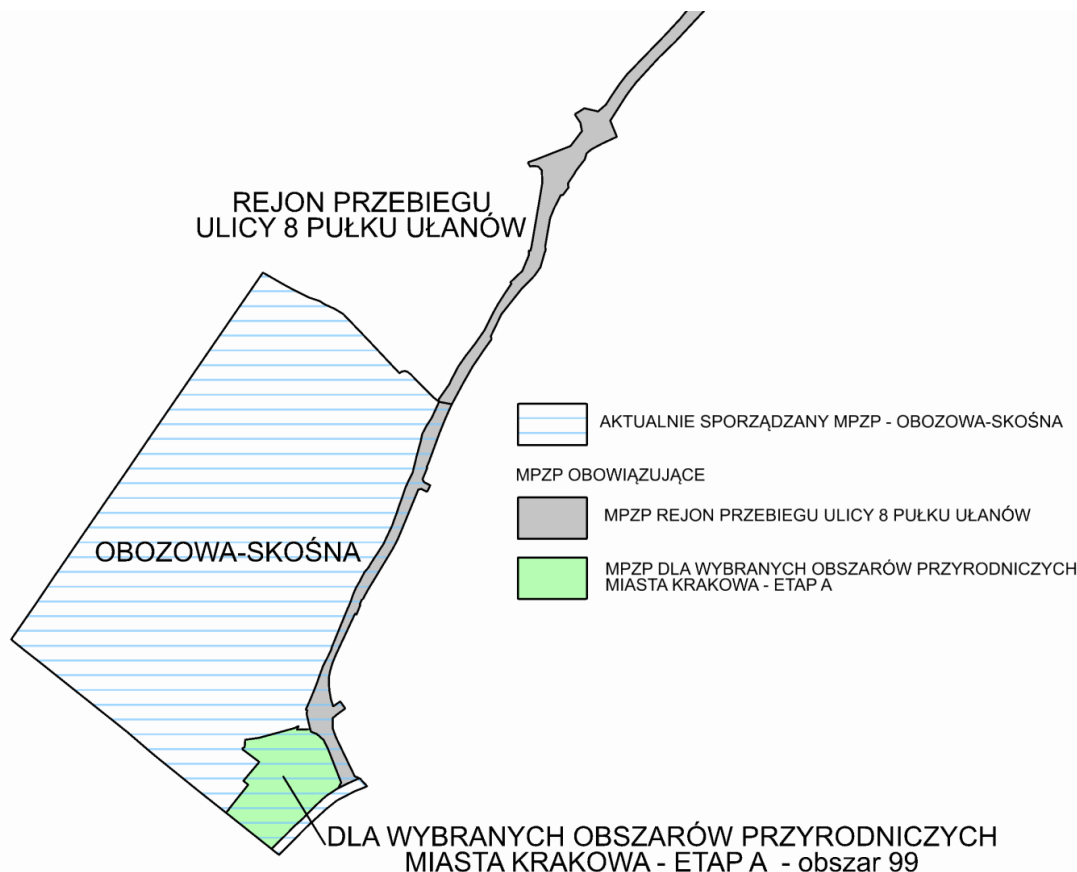 REJON PRZEBIEGU
ULICY 8 PUŁKU UŁANÓW
AKTUALNIE SPORZĄDZANY MPZP - OBOZOWA-SKOŚNA
MPZP OBOWIĄZUJĄCE
MPZP REJON PRZEBIEGU ULICY 8 PUŁKU UŁANÓW
OBOZOWA-SKOŚNA
MPZP DLA WYBRANYCH OBSZARÓW PRZYRODNICZYCH
MIASTA KRAKOWA - ETAP A
DLA WYBRANYCH OBSZARÓW PRZYRODNICZYCH
MIASTA KRAKOWA - ETAP A - obszar 99